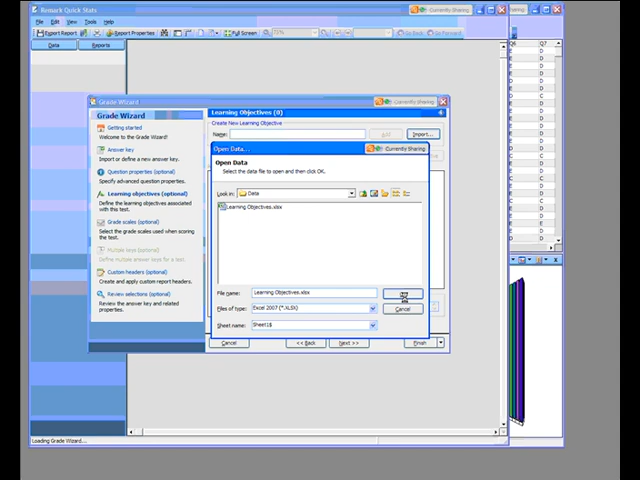 Remark Quick Stats
Currently Sharing
File Edit View Tools Help
Export Report
Report Properties
Full Screen
73%
Go Back
Go Forward
Data
Reports
Q6 Q7
Grade Wizard
Currently Sharing
Grade Wizard
Getting started
Welcome to the Grade Wizard!
Answer key
Import or define a new answer key.
Question properties (optional)
Specify advanced question properties.
Learning objectives (optional)
Define the learning objectives associated with this test.
Grade scales (optional)
Select the grade scales used when scoring the test.
Multiple keys (optional)
Define multiple answer keys for a test.
Custom headers (optional)
Create and apply custom report headers.
Review selections (optional)
Review the answer key and related properties.
Learning Objectives (0)
Create New Learning Objective
Name:
Add
Import...
Open Data...
Currently Sharing
Open Data
Select the data file to open and then click OK.
Look in:
Data
Learning Objectives.xlsx
File name:
Learning Objectives.xlsx
Files of type:
Excel 2007 (*.XLSX)
Cancel
Sheet name:
Sheet1$
Cancel
<< Back
Next >>
Finish
Loading Grade Wizard...